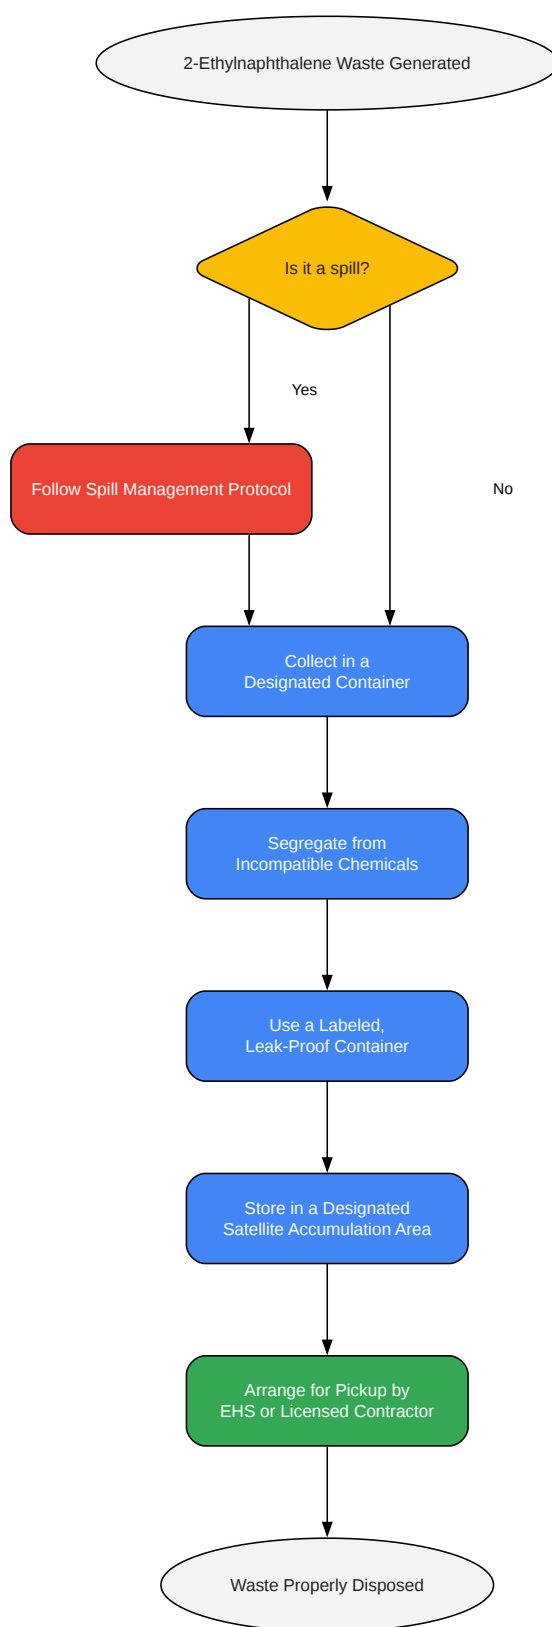 2-Ethylnaphthalene Waste Generated
Is it a spill?
Yes
Follow Spill Management Protocol
No
Collect in a
Designated Container
Segregate from
Incompatible Chemicals
Use a Labeled,
Leak-Proof Container
Store in a Designated
Satellite Accumulation Area
Arrange for Pickup by
EHS or Licensed Contractor
Waste Properly Disposed